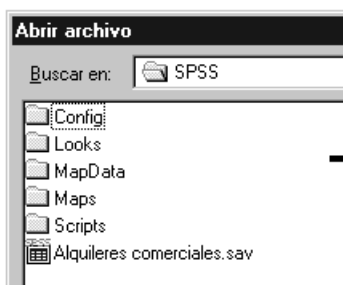 Abrir archivo
Buscar en: SPSS
Config
Looks
MapData
Maps
Scripts
Alquileres comerciales.sav